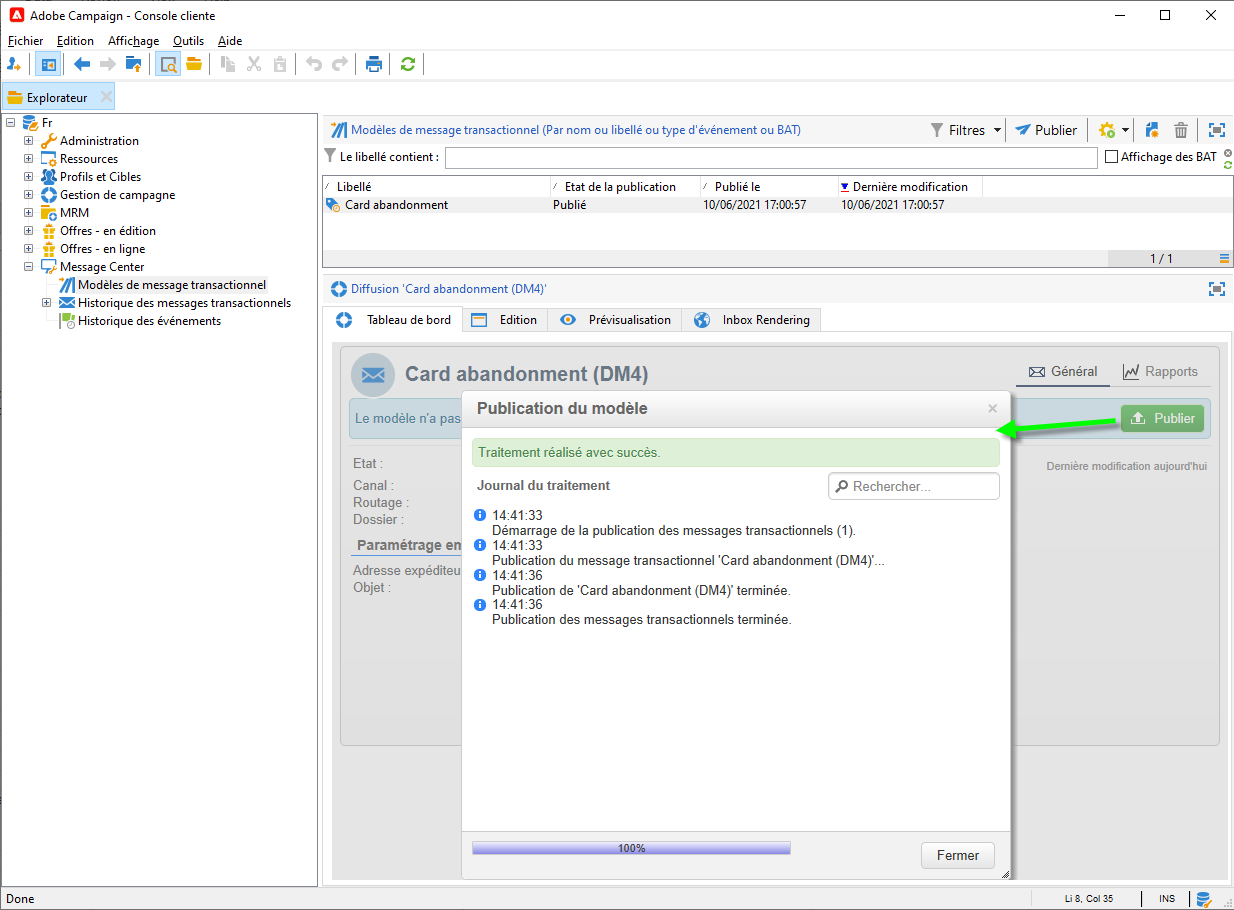 Adobe Campaign - Console cliente
Fichier Edition Affichage Outils Aide
Explorateur
Fr
Administration
Ressources
Profils et Cibles
Gestion de campagne
MRM
Offres - en édition
Offres - en ligne
Message Center
Modèles de message transactionnel
Historique des messages transactionnels
Historique des événements
Modèles de message transactionnel (Par nom ou libellé ou type d'événement ou BAT)
Filtres
Publier
Le libellé contient :
Affichage des BAT
Libellé Etat de la publication Publié le Dernière modification
Card abandonment Publié 10/06/2021 17:00:57 10/06/2021 17:00:57
1 / 1
Diffusion 'Card abandonment (DM4)'
Tableau de bord Edition Prévisualisation Inbox Rendering
Card abandonment (DM4)
Général Rapports
Le modèle n'a pas
Publier
Etat :
Dernière modification aujourd'hui
Canal :
Routage :
Dossier :
Paramétrage en
Adresse expéditeu
Objet :
Publication du modèle
Traitement réalisé avec succès.
Journal du traitement
Rechercher...
14:41:33
Démarrage de la publication des messages transactionnels (1).
14:41:33
Publication du message transactionnel 'Card abandonment (DM4)'...
14:41:36
Publication de 'Card abandonment (DM4)' terminée.
14:41:36
Publication des messages transactionnels terminée.
100%
Fermer
Done
Li 8, Col 35
INS